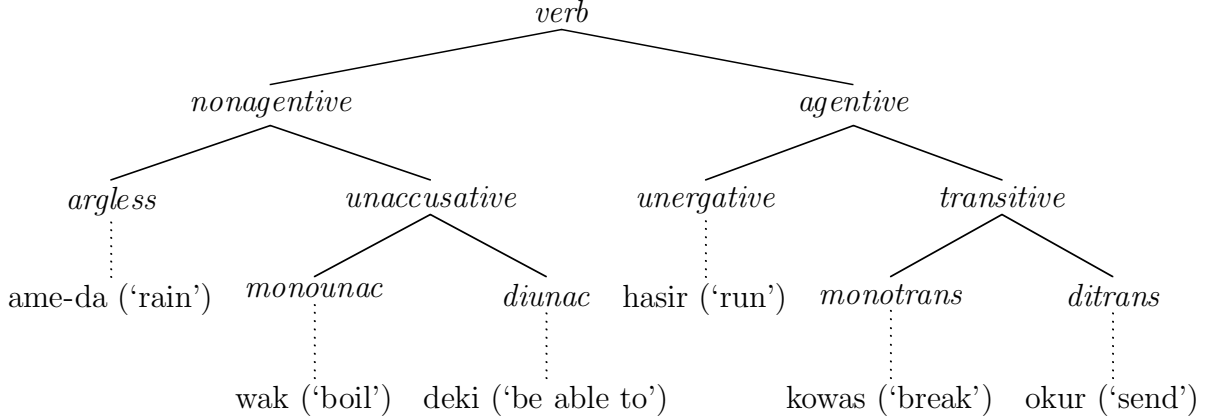 verb
nonagentive agentive
argless unaccusative unergative transitive
ame-da (‘rain’) monounac diunac hasir (‘run’) monotrans ditrans
wak (‘boil’) deki (‘be able to’) kowas (‘break’) okur (‘send’)